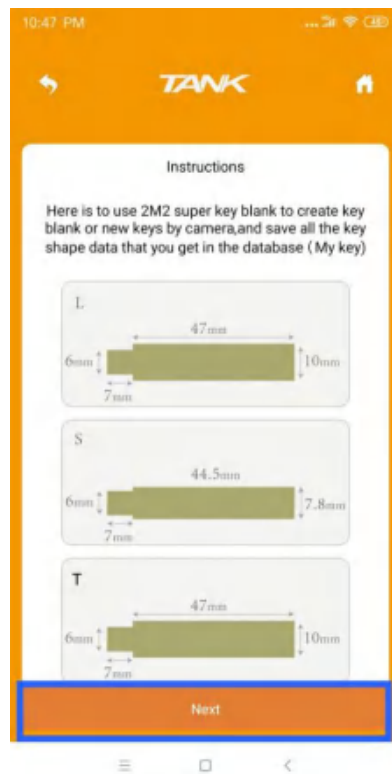 10:47 PM
TANK
Instructions
Here is to use 2M2 super key blank to create key
blank or new keys by camera,and save all the key
shape data that you get in the database ( My key)
L
47mm
6mm
10mm
7mm
S
44.5mm
6mm
7.8mm
7mm
T
47mm
6mm
10mm
7mm
Next